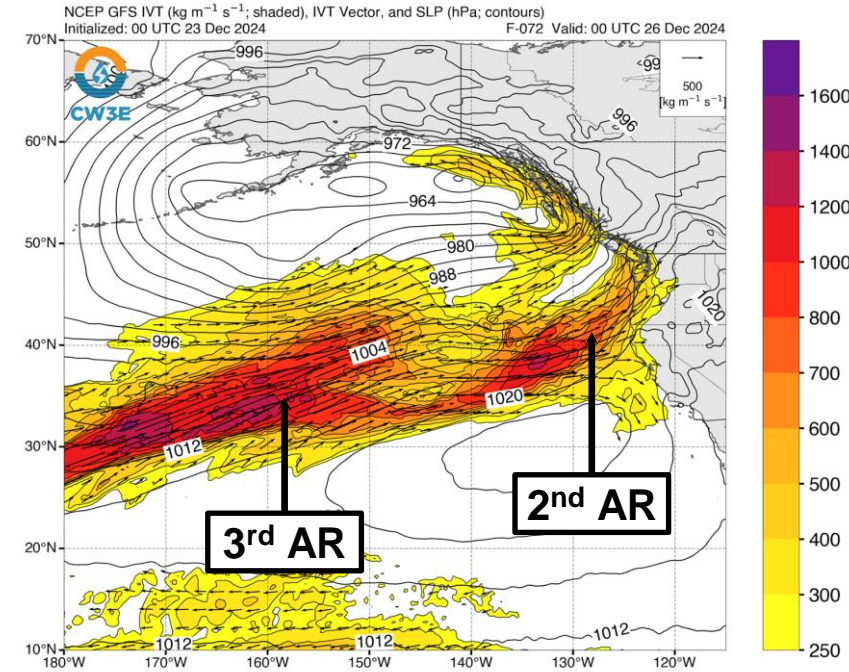 NCEP GFS IVT (kg m⁻¹ s⁻¹; shaded), IVT Vector, and SLP (hPa; contours)
Initialized: 00 UTC 23 Dec 2024 F-072 Valid: 00 UTC 26 Dec 2024
70°N
CW3E
996
99
500
[kg m⁻¹ s⁻¹]
996
60°N
972
964
50°N
980
988
1020
996
40°N
1004
1020
30°N
1012
3rd AR
2nd AR
20°N
1012
1012
1012
10°N
180°W 170°W 160°W 150°W 140°W 130°W 120°W
1600
1400
1200
1000
800
700
600
500
400
300
250